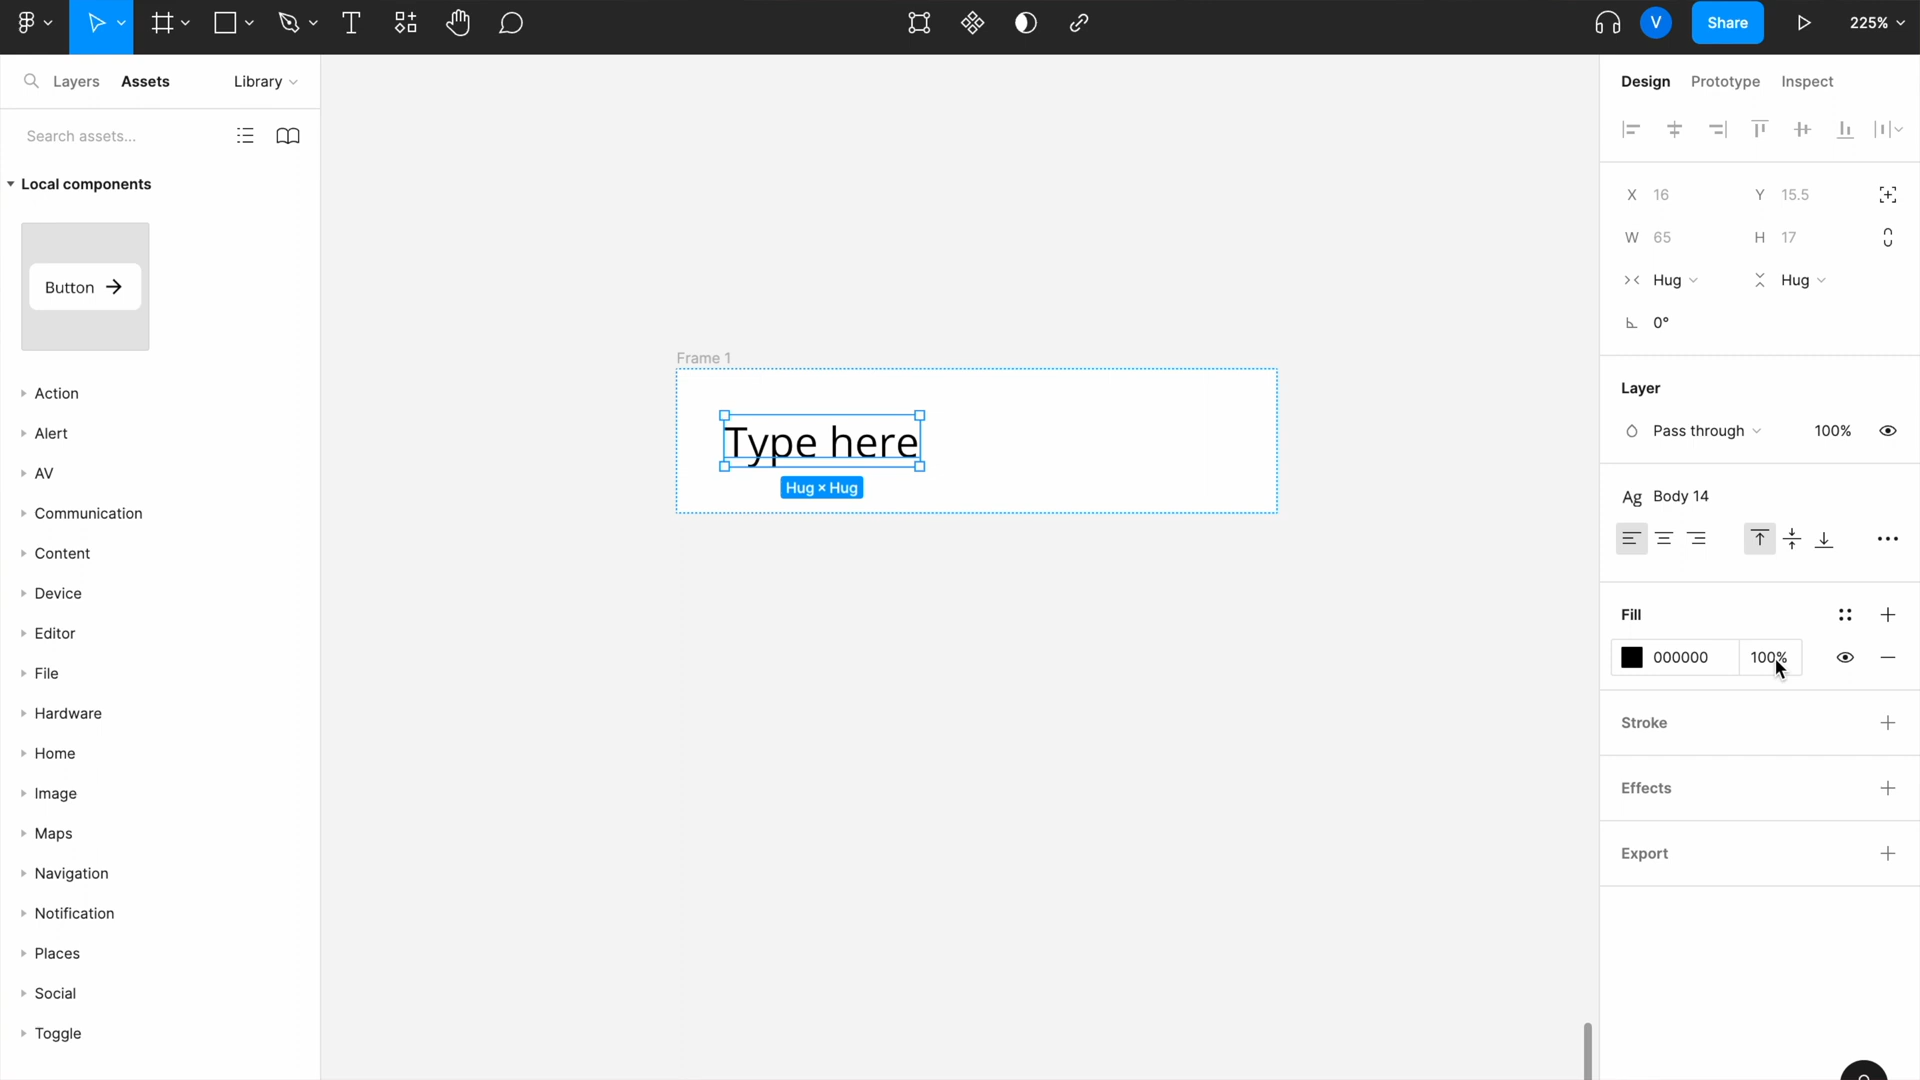 V
Share
225%
Layers
Assets
Library
Search assets...
Local components
Button
Action
Alert
AV
Communication
Content
Device
Editor
File
Hardware
Home
Image
Maps
Navigation
Notification
Places
Social
Toggle
Frame 1
Type here
Hug × Hug
Design
Prototype
Inspect
X 16
Y 15.5
W 65
H 17
Hug
Hug
0°
Layer
Pass through
100%
Ag Body 14
Fill
000000
100%
Stroke
Effects
Export